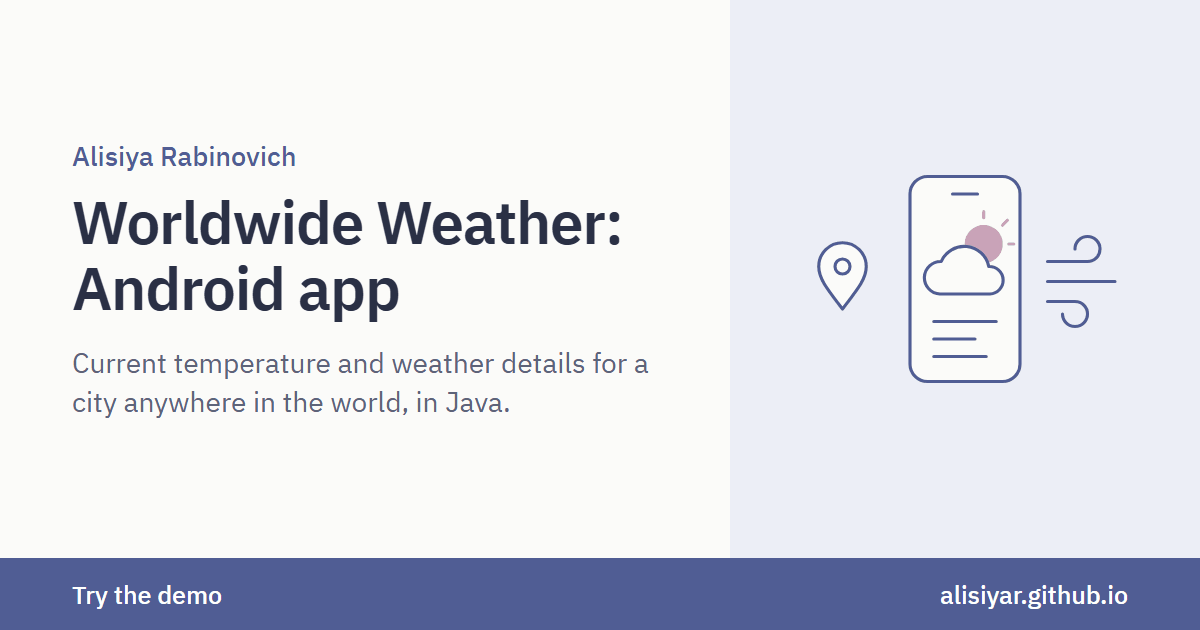 Alisiya Rabinovich
Worldwide Weather:
Android app
Current temperature and weather details for a
city anywhere in the world, in Java.
Try the demo
alisiyar.github.io